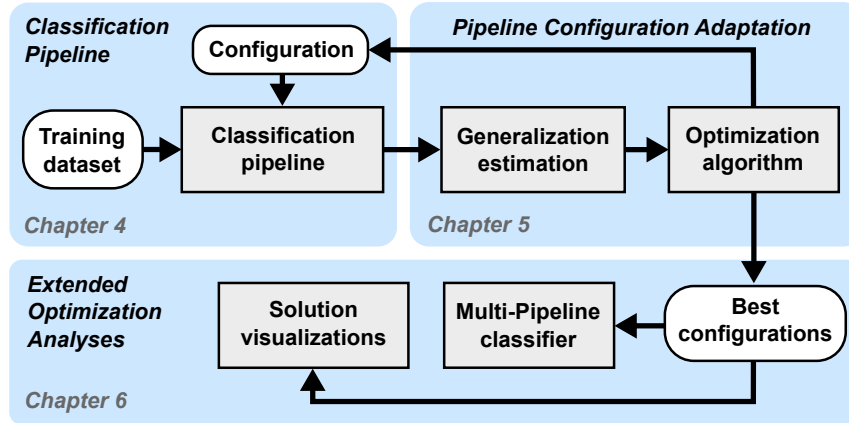 Classification
Pipeline
Configuration
Training
dataset
Classification
pipeline
Chapter 4
Pipeline Configuration Adaptation
Generalization
estimation
Optimization
algorithm
Chapter 5
Extended
Optimization
Analyses
Solution
visualizations
Multi-Pipeline
classifier
Best
configurations
Chapter 6